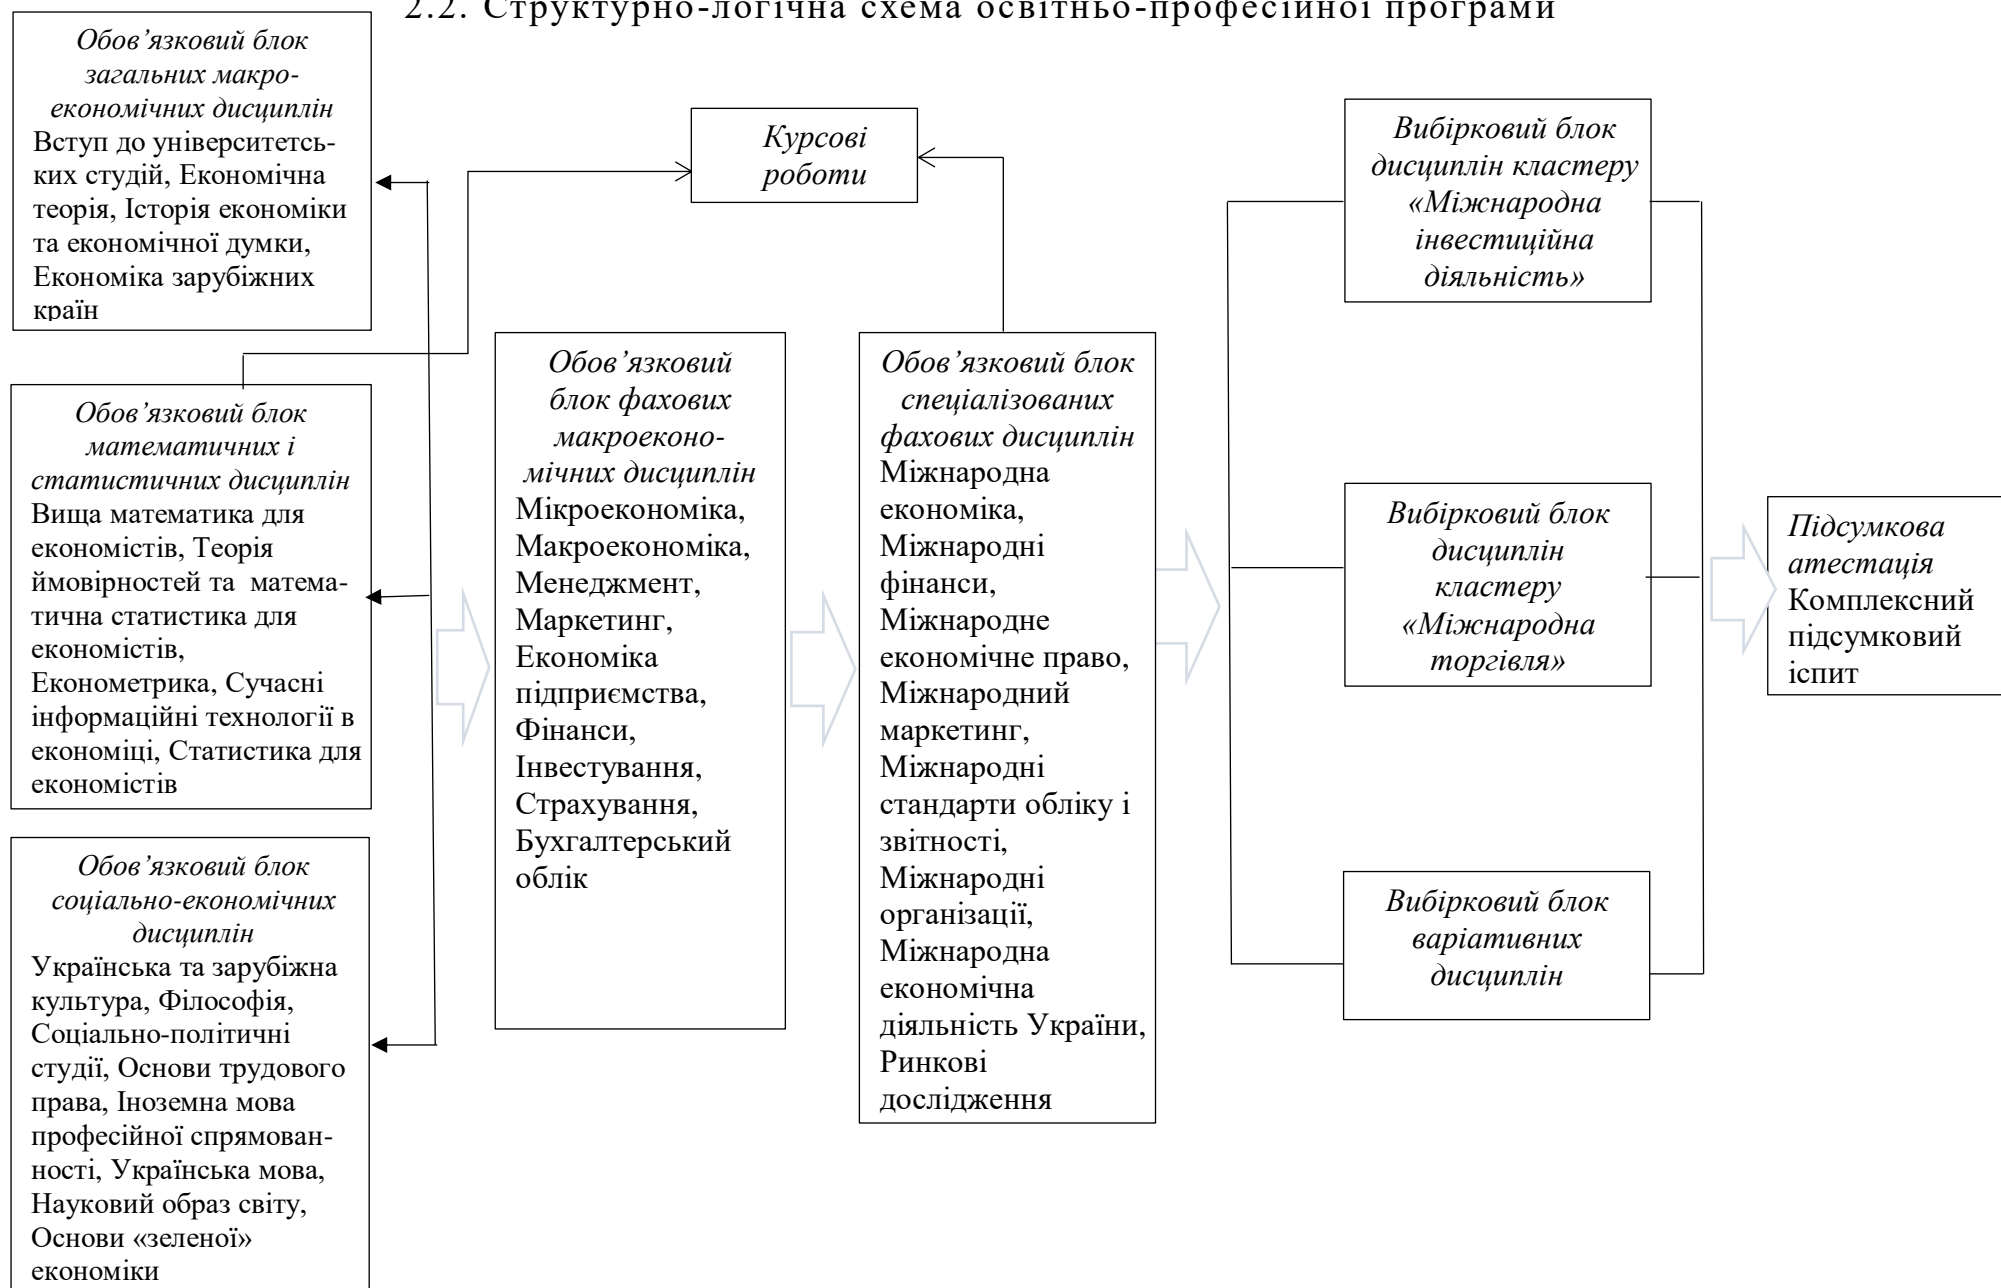 2.2. Структурно-логічна схема освітньо-професійної програми
Обов’язковий блок
загальних макро-
економічних дисциплін
Вступ до університетсь-
ких студій, Економічна
теорія, Історія економіки
та економічної думки,
Економіка зарубіжних
країн
Обов’язковий блок
математичних і
статистичних дисциплін
Вища математика для
економістів, Теорія
ймовірностей та матема-
тична статистика для
економістів,
Економетрика, Сучасні
інформаційні технології в
економіці, Статистика для
економістів
Обов’язковий блок
соціально-економічних
дисциплін
Українська та зарубіжна
культура, Філософія,
Соціально-політичні
студії, Основи трудового
права, Іноземна мова
професійної спрямован-
ності, Українська мова,
Науковий образ світу,
Основи «зеленої»
економіки
Курсові
роботи
Обов’язковий
блок фахових
макроеконо-
мічних дисциплін
Мікроекономіка,
Макроекономіка,
Менеджмент,
Маркетинг,
Економіка
підприємства,
Фінанси,
Інвестування,
Страхування,
Бухгалтерський
облік
Обов’язковий блок
спеціалізованих
фахових дисциплін
Міжнародна
економіка,
Міжнародні
фінанси,
Міжнародне
економічне право,
Міжнародний
маркетинг,
Міжнародні
стандарти обліку і
звітності,
Міжнародні
організації,
Міжнародна
економічна
діяльність України,
Ринкові
дослідження
Вибірковий блок
дисциплін кластеру
«Міжнародна
інвестиційна
діяльність»
Вибірковий блок
дисциплін
кластеру
«Міжнародна
торгівля»
Вибірковий блок
варіативних
дисциплін
Підсумкова
атестація
Комплексний
підсумковий
іспит